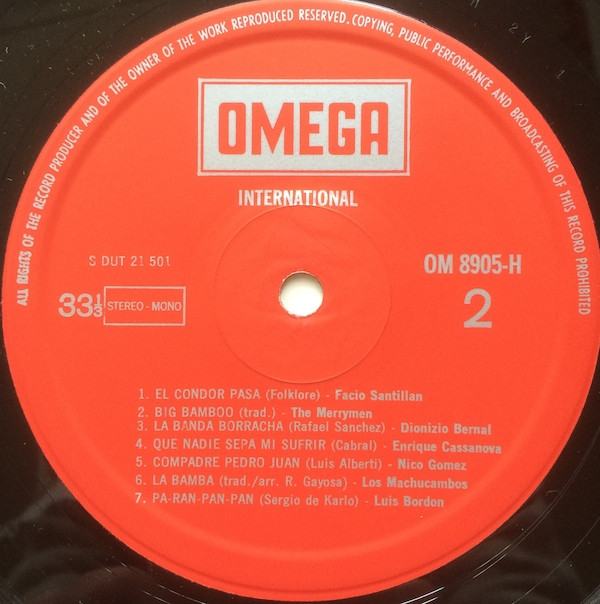 ALL RIGHTS OF THE RECORD PRODUCER AND OF THE OWNER OF THE WORK REPRODUCED RESERVED. COPYING, PUBLIC PERFORMANCE AND BROADCASTING OF THIS RECORD PROHIBITED
OMEGA
INTERNATIONAL
S DUT 21 501
OM 8905-H
33⅓
STEREO - MONO
2
1. EL CONDOR PASA (Folklore) - Facio Santillan
2. BIG BAMBOO (trad.) - The Merrymen
3. LA BANDA BORRACHA (Rafael Sanchez) - Dionizio Bernal
4. QUE NADIE SEPA MI SUFRIR (Cabral) - Enrique Cassanova
5. COMPADRE PEDRO JUAN (Luis Alberti) - Nico Gomez
6. LA BAMBA (trad./arr. R. Gayosa) - Los Machucambos
7. PA-RAN-PAN-PAN (Sergio de Karlo) - Luis Bordon